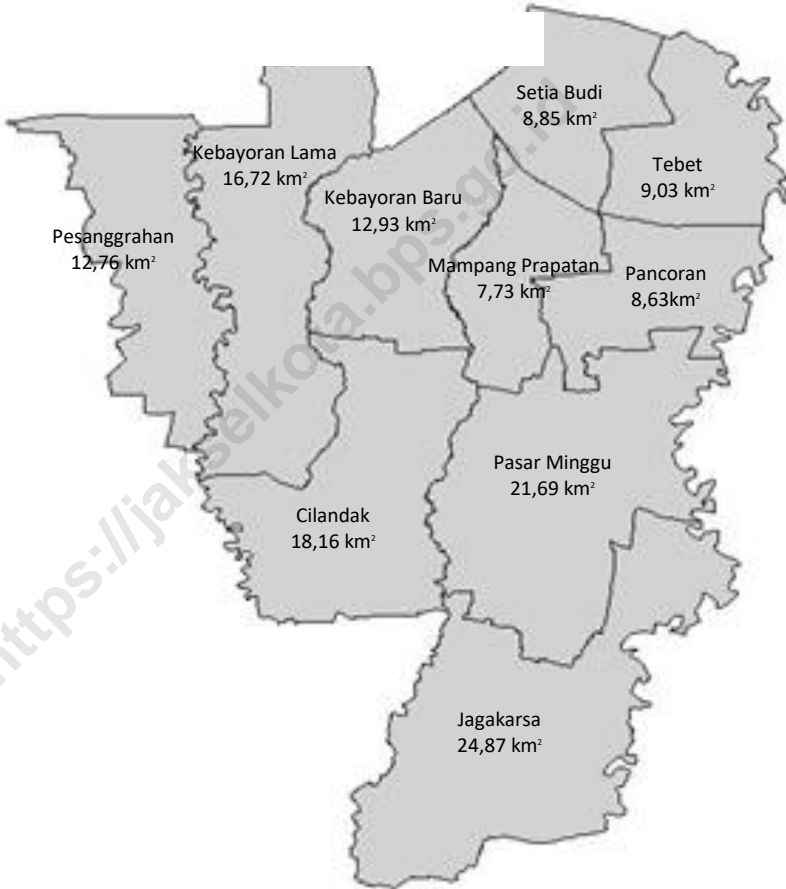 Setia Budi
8,85 km²
Kebayoran Lama
16,72 km²
Tebet
9,03 km²
Kebayoran Baru
12,93 km²
Pesanggrahan
12,76 km²
Mampang Prapatan
7,73 km²
Pancoran
8,63km²
Pasar Minggu
21,69 km²
Cilandak
18,16 km²
Jagakarsa
24,87 km²
https://jakselkota.bps.go.id